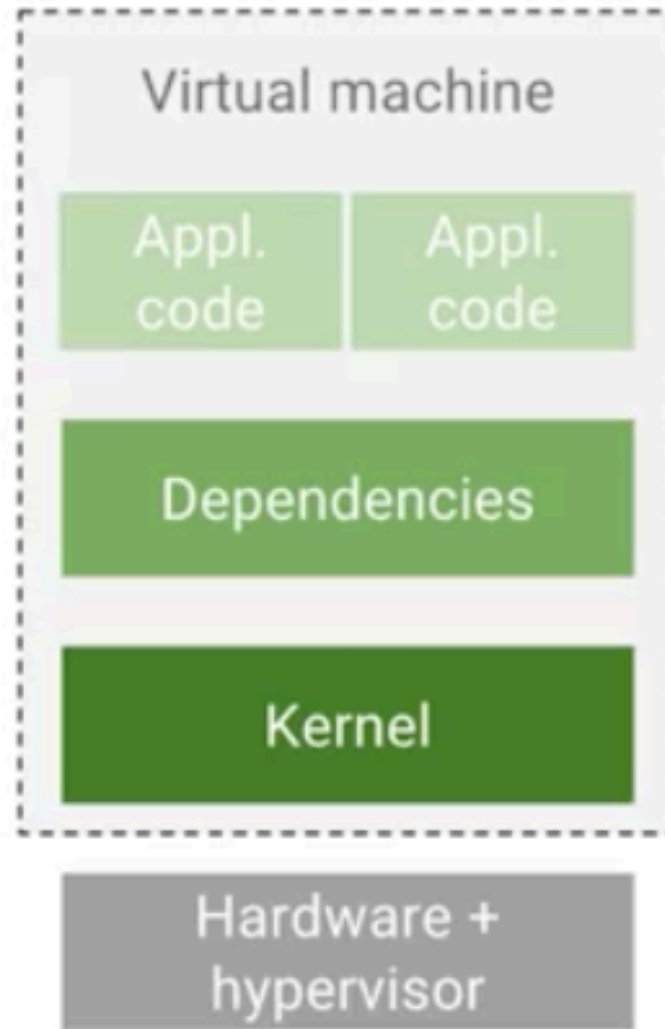 Virtual machine
Appl. Appl.
code code
Dependencies
Kernel
Hardware +
hypervisor